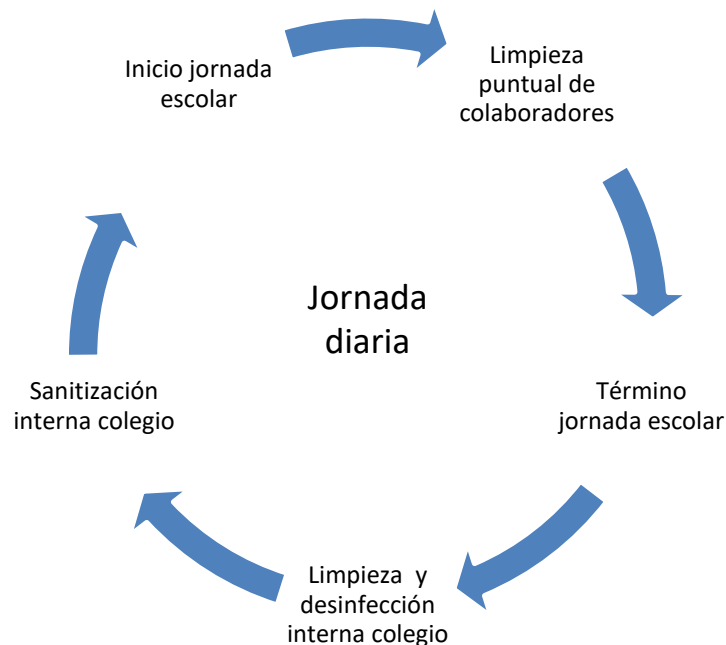 Inicio jornada
escolar
Limpieza
puntual de
colaboradores
Jornada
diaria
Término
jornada escolar
Limpieza y
desinfección
interna colegio
Sanitización
interna colegio